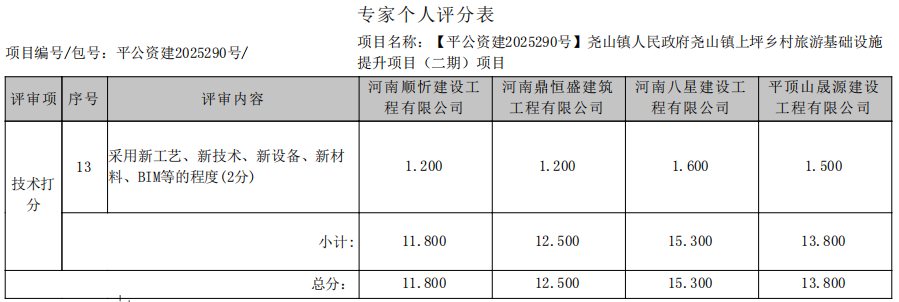 专家个人评分表
项目编号/包号：平公资建2025290号/
项目名称：【平公资建2025290号】尧山镇人民政府尧山镇上坪乡村旅游基础设施
提升项目（二期）项目
评审项 序号 评审内容 河南顺忻建设工程有限公司 河南鼎恒盛建筑工程有限公司 河南八星建设工程有限公司 平顶山晟源建设工程有限公司
技术打分 13 采用新工艺、新技术、新设备、新材料、BIM等的程度(2分) 1.200 1.200 1.600 1.500
小计: 11.800 12.500 15.300 13.800
总分: 11.800 12.500 15.300 13.800